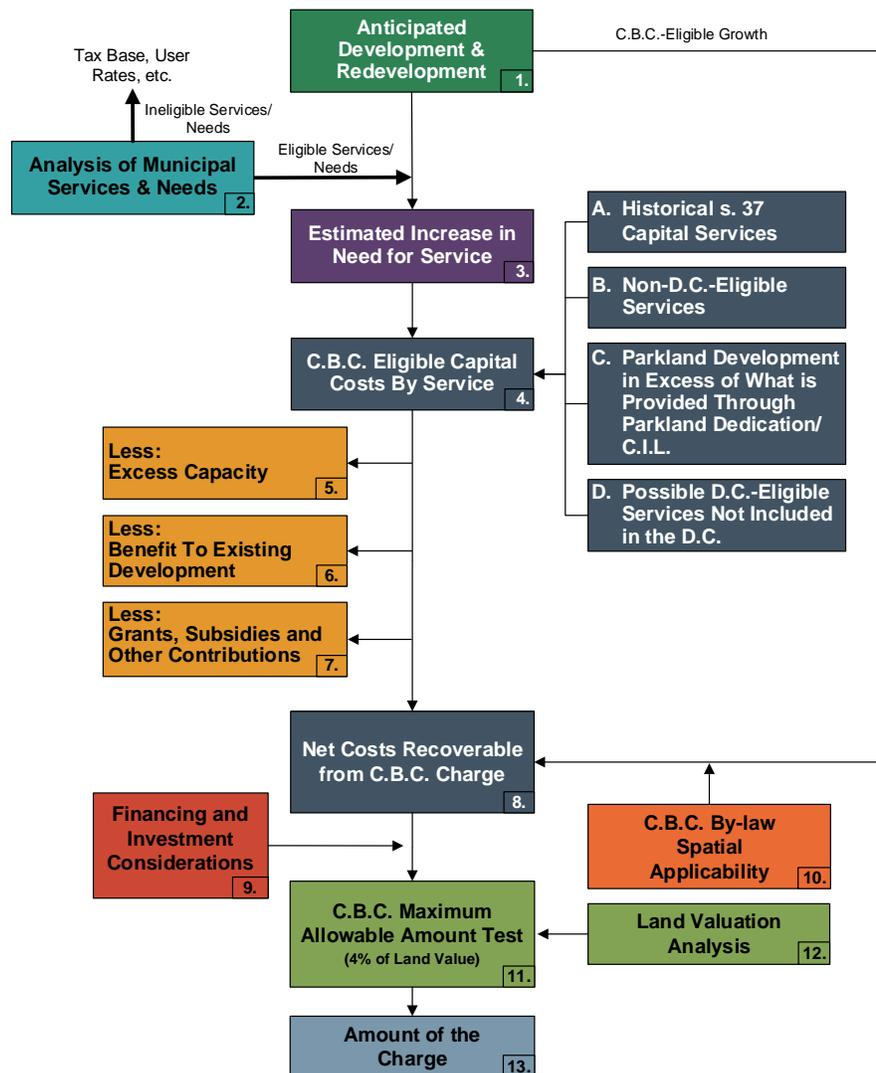 Anticipated
Development &
Redevelopment
1.
C.B.C.-Eligible Growth
Tax Base, User
Rates, etc.
Ineligible Services/
Needs
Analysis of Municipal
Services & Needs
2.
Eligible Services/
Needs
Estimated Increase in
Need for Service
3.
A. Historical s. 37
Capital Services
B. Non-D.C.-Eligible
Services
C. Parkland Development
in Excess of What is
Provided Through
Parkland Dedication/
C.I.L.
D. Possible D.C.-Eligible
Services Not Included
in the D.C.
C.B.C. Eligible Capital
Costs By Service
4.
Less:
Excess Capacity
5.
Less:
Benefit To Existing
Development
6.
Less:
Grants, Subsidies and
Other Contributions
7.
Net Costs Recoverable
from C.B.C. Charge
8.
Financing and
Investment
Considerations
9.
C.B.C. By-law
Spatial
Applicability
10.
C.B.C. Maximum
Allowable Amount Test
(4% of Land Value)
11.
Land Valuation
Analysis
12.
Amount of the
Charge
13.